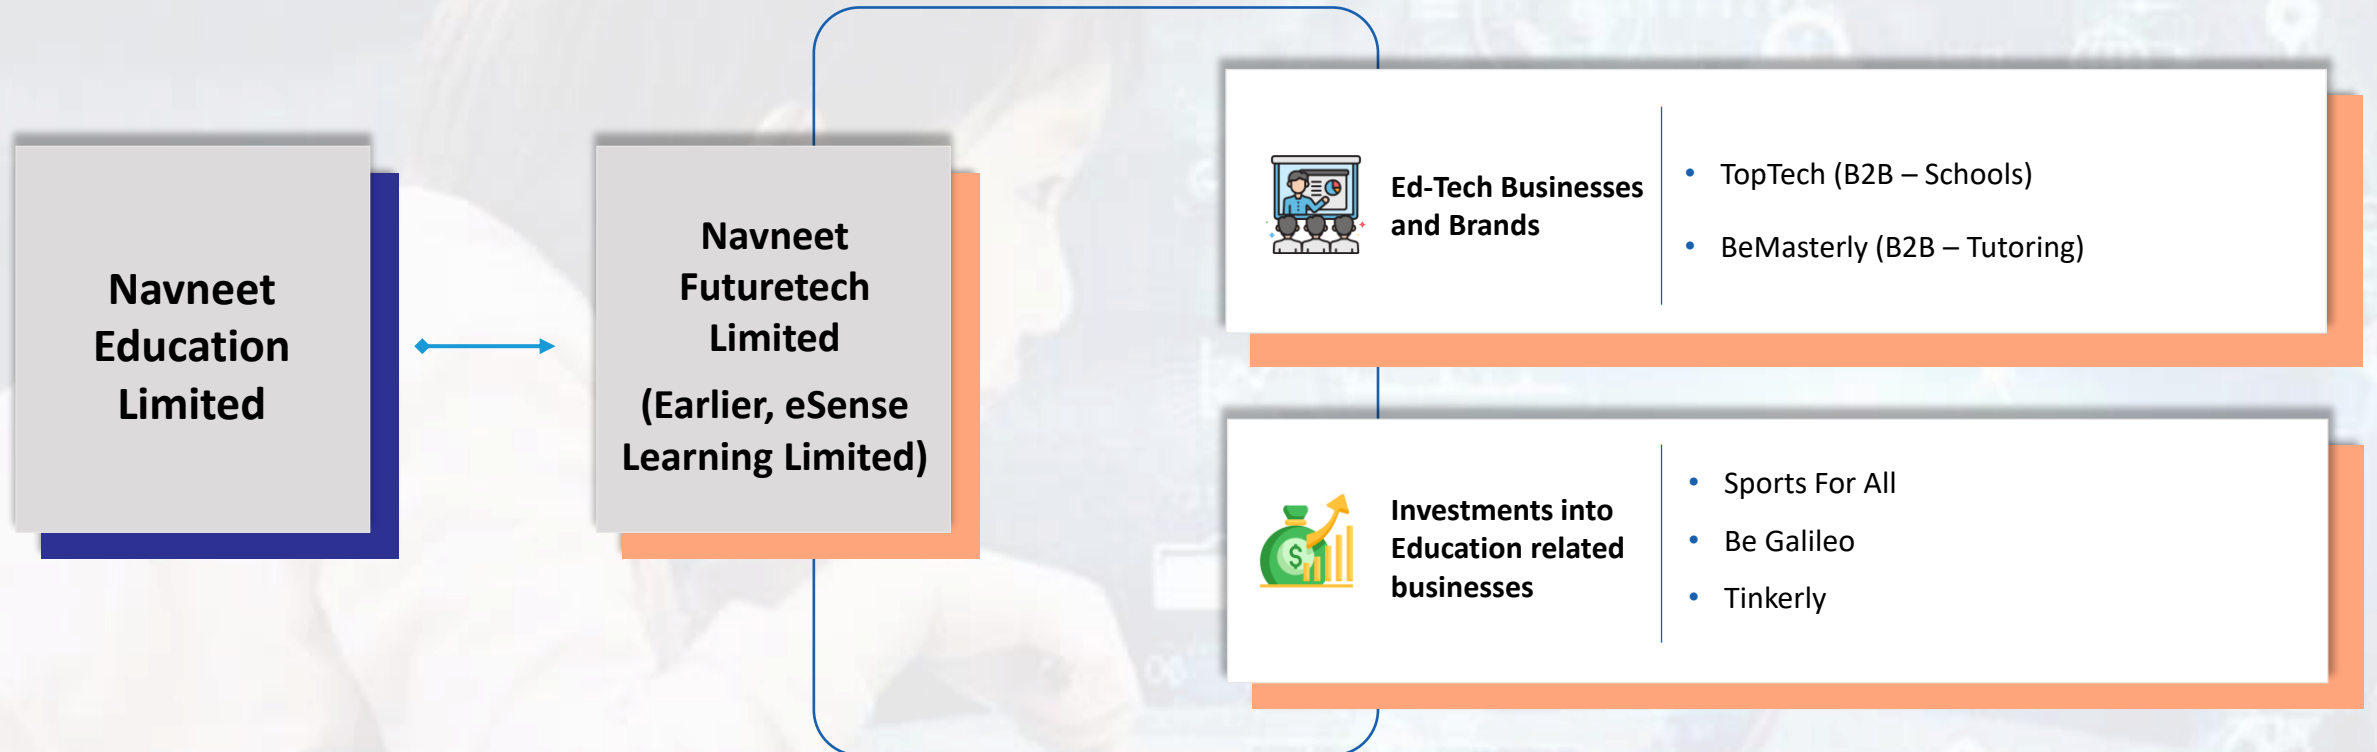 Navneet
Education
Limited
Navneet
Futuretech
Limited
(Earlier, eSense
Learning Limited)
Ed-Tech Businesses
and Brands
• TopTech (B2B – Schools)
• BeMasterly (B2B – Tutoring)
Investments into
Education related
businesses
• Sports For All
• Be Galileo
• Tinkerly